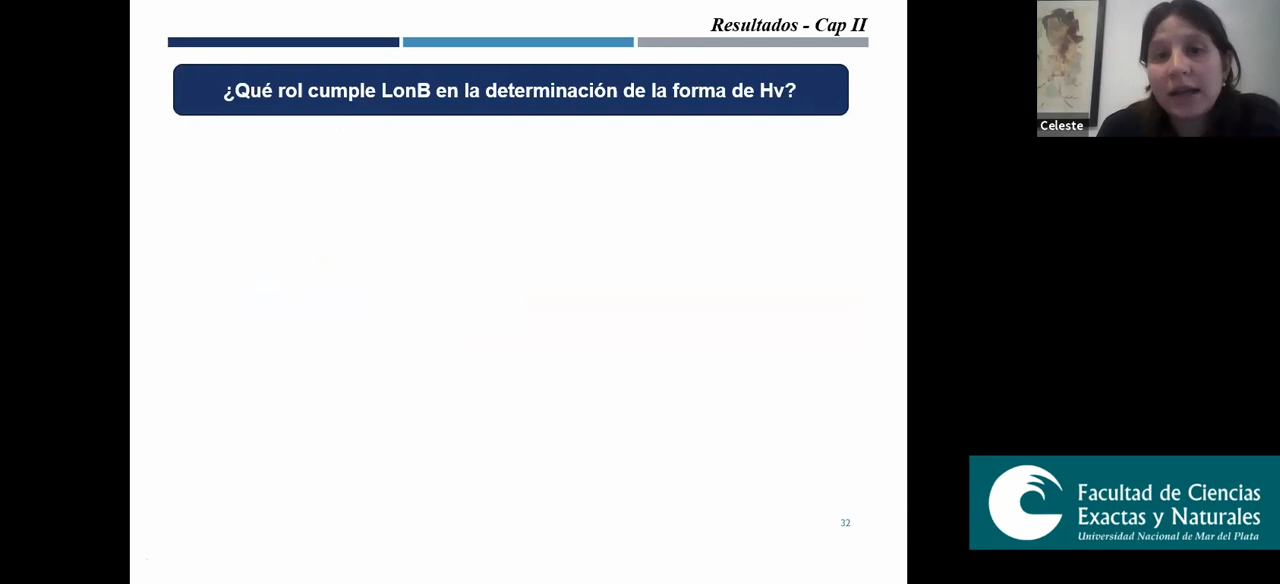 Resultados - Cap II
¿Qué rol cumple LonB en la determinación de la forma de Hv?
Celeste
32
Facultad de Ciencias
Exactas y Naturales
Universidad Nacional de Mar del Plata